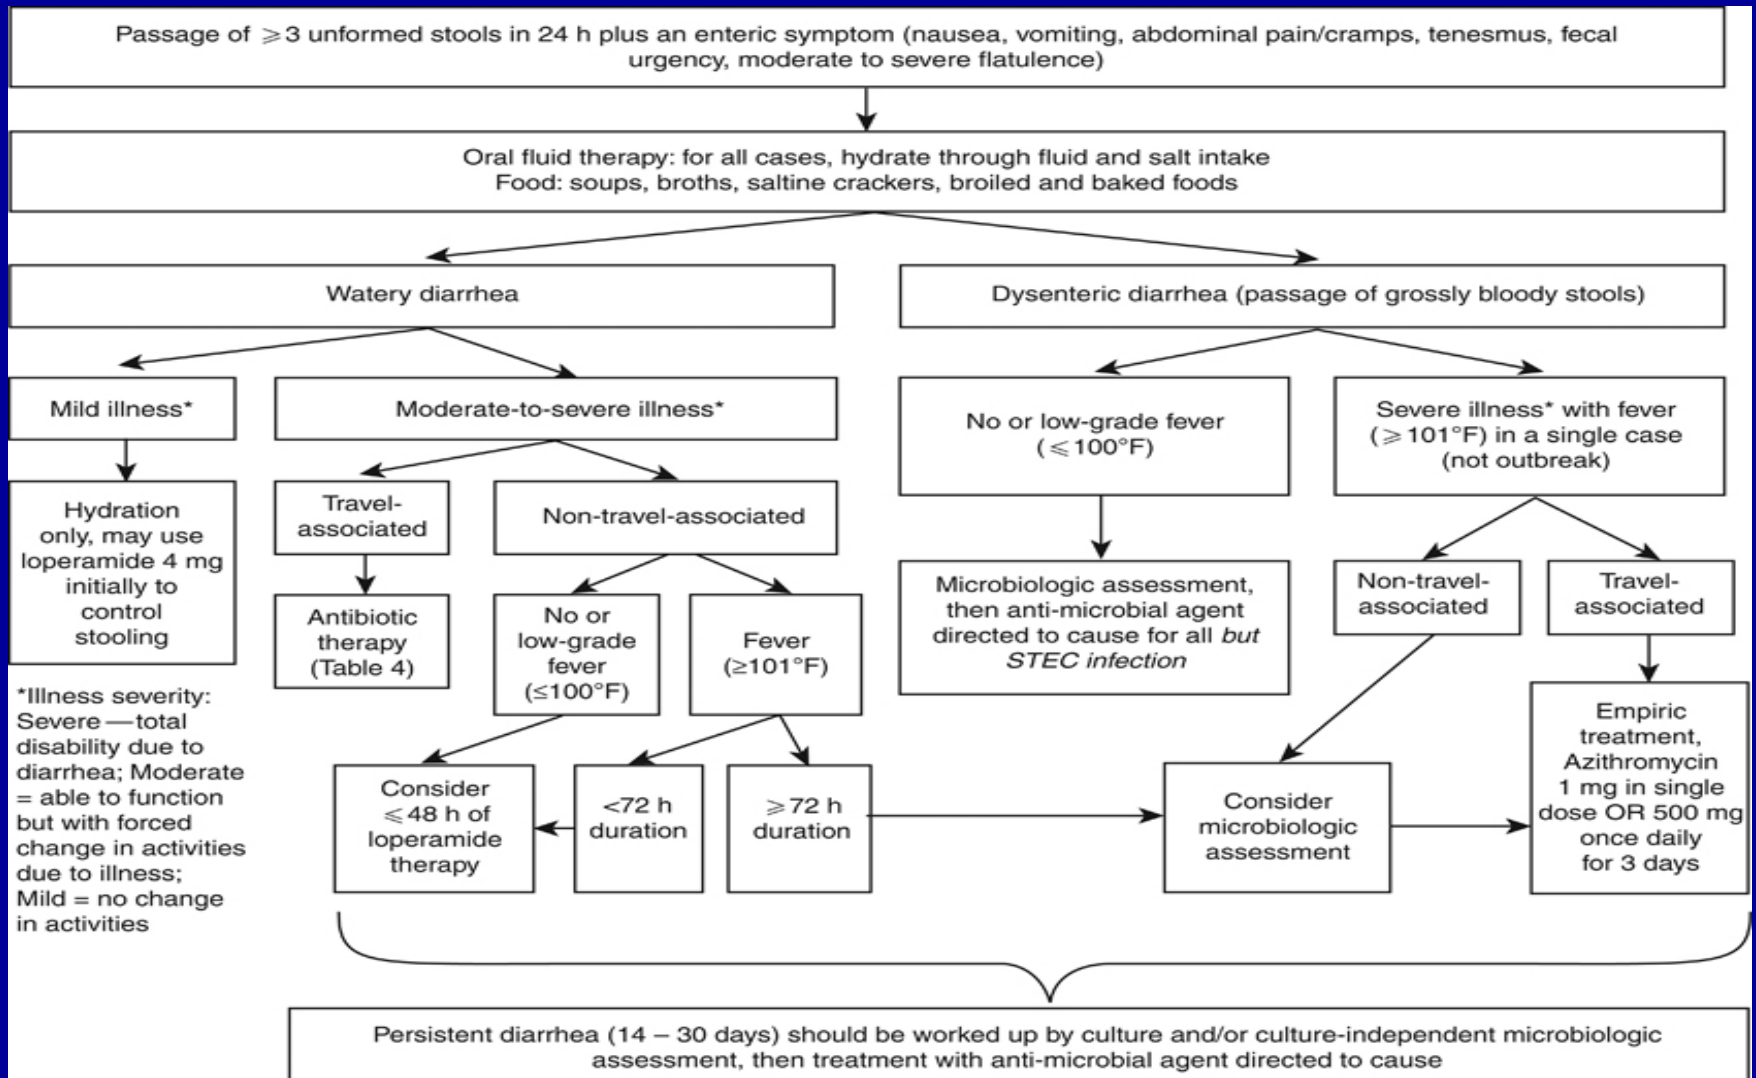 Passage of ⩾3 unformed stools in 24 h plus an enteric symptom (nausea, vomiting, abdominal pain/cramps, tenesmus, fecal
urgency, moderate to severe flatulence)
Oral fluid therapy: for all cases, hydrate through fluid and salt intake
Food: soups, broths, saltine crackers, broiled and baked foods
Watery diarrhea
Dysenteric diarrhea (passage of grossly bloody stools)
Mild illness*
Moderate-to-severe illness*
No or low-grade fever
(⩽100°F)
Severe illness* with fever
(⩾101°F) in a single case
(not outbreak)
Hydration
only, may use
loperamide 4 mg
initially to
control
stooling
Travel-
associated
Non-travel-associated
Antibiotic
therapy
(Table 4)
No or
low-grade
fever
(≤100°F)
Fever
(≥101°F)
Microbiologic assessment,
then anti-microbial agent
directed to cause for all but
STEC infection
Non-travel-
associated
Travel-
associated
*Illness severity:
Severe—total
disability due to
diarrhea; Moderate
= able to function
but with forced
change in activities
due to illness;
Mild = no change
in activities
Consider
⩽48 h of
loperamide
therapy
<72 h
duration
⩾72 h
duration
Consider
microbiologic
assessment
Empiric
treatment,
Azithromycin
1 mg in single
dose OR 500 mg
once daily
for 3 days
Persistent diarrhea (14 – 30 days) should be worked up by culture and/or culture-independent microbiologic
assessment, then treatment with anti-microbial agent directed to cause